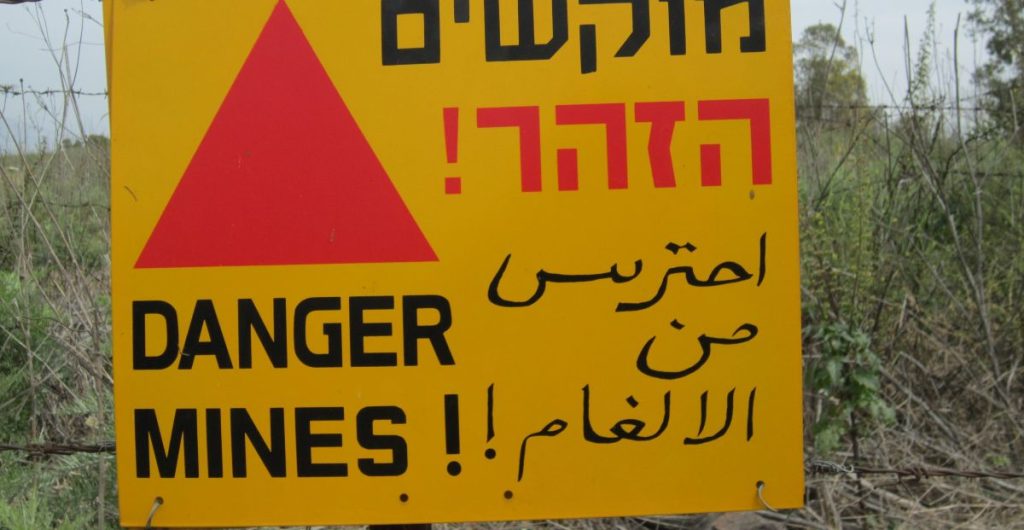 מוקשים
הזהר!
DANGER
MINES!
احترس
من
الالغام!!